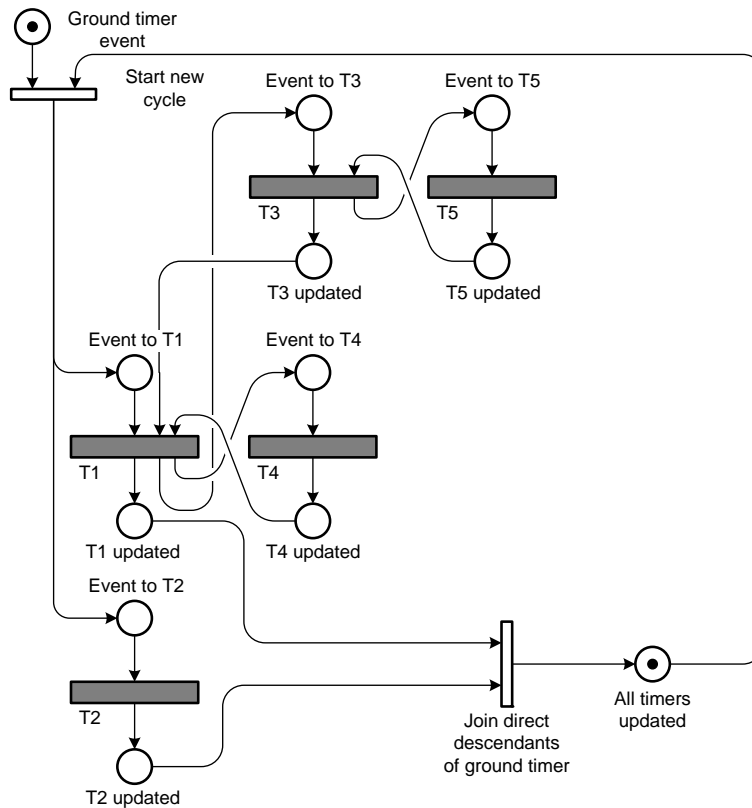 Ground timer
event
Start new
cycle
Event to T3
Event to T5
T3
T5
T3 updated
T5 updated
Event to T1
Event to T4
T1
T4
T1 updated
T4 updated
Event to T2
T2
Join direct
descendants
of ground timer
All timers
updated
T2 updated